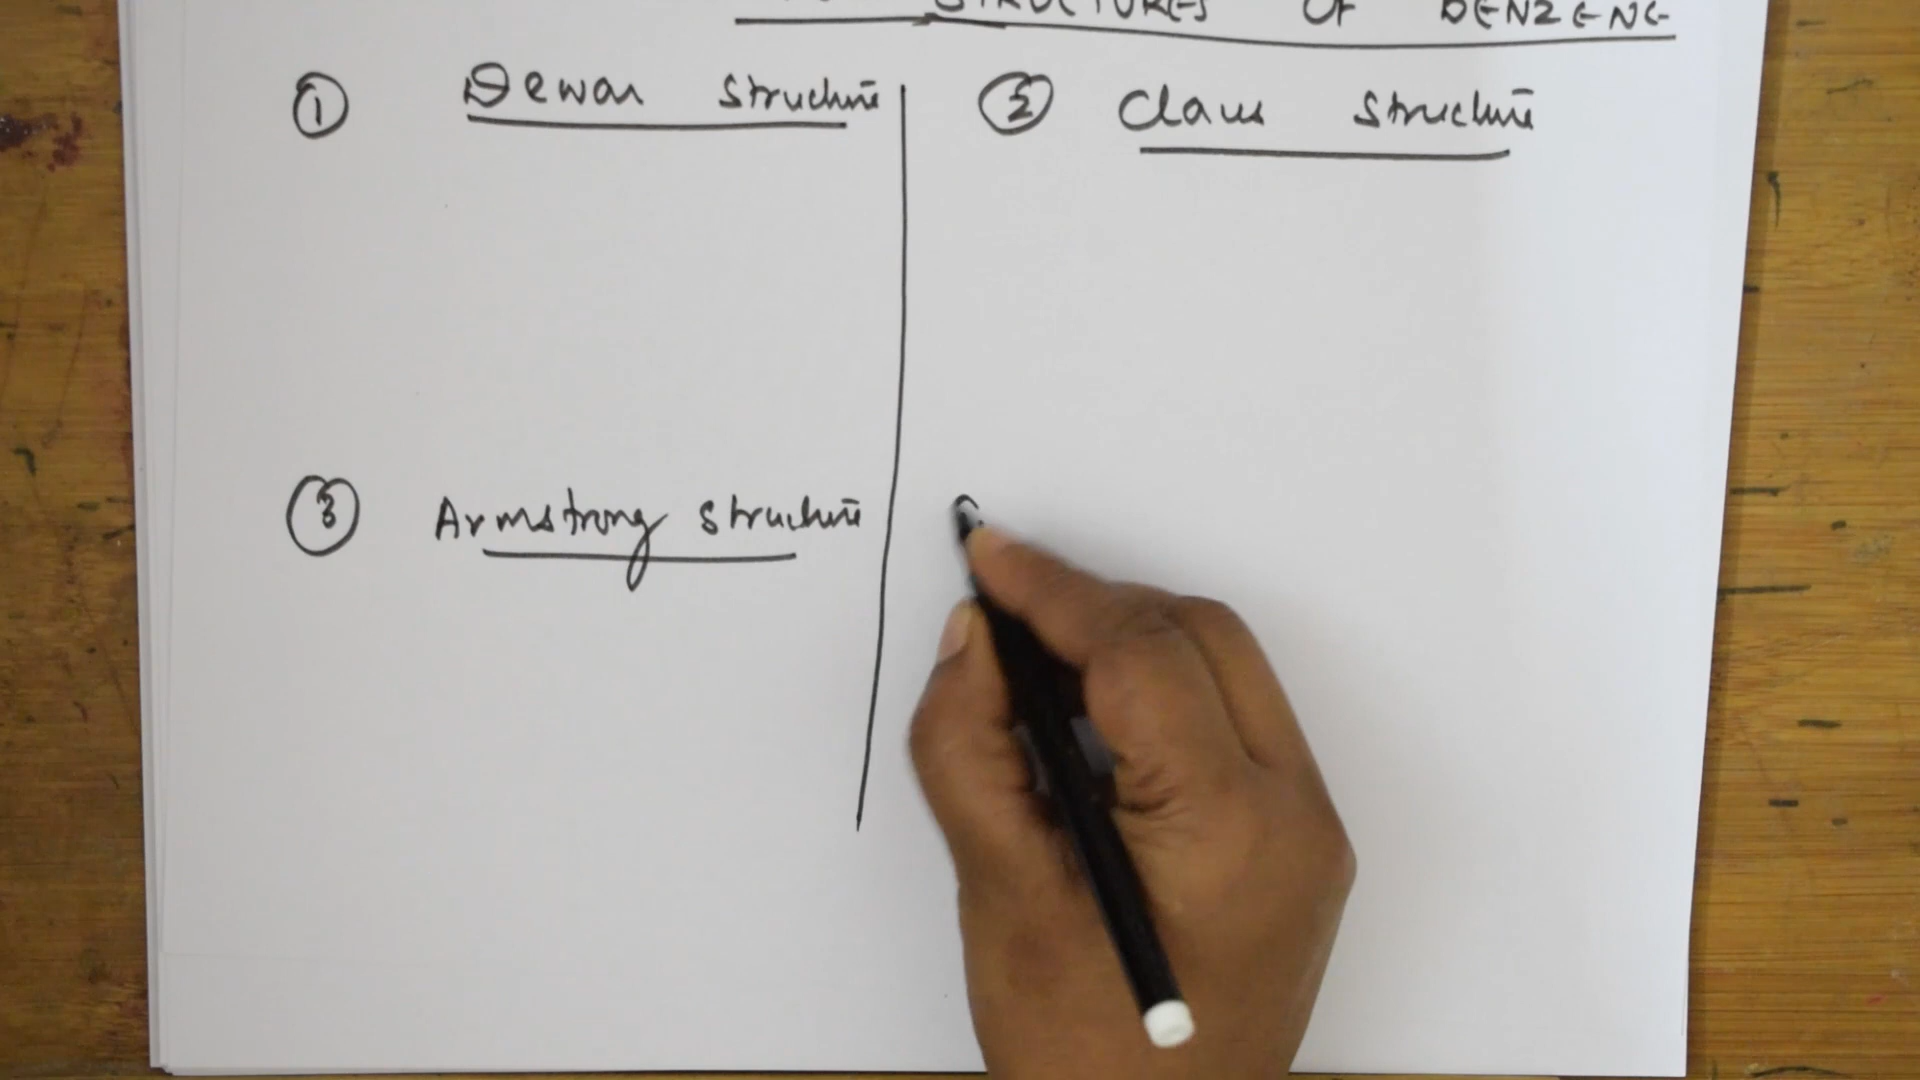 STRUCTURES OF BENZENE
① Dewar Structure
② Claus Structure
③ Armstrong Structure